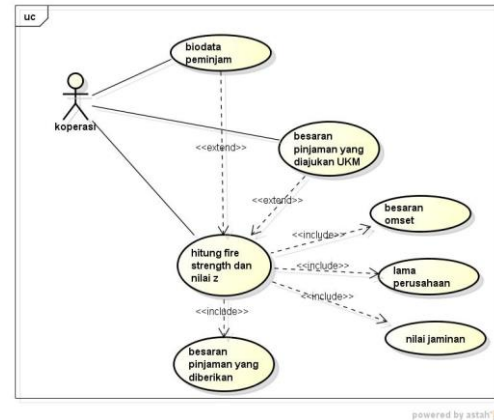 uc
biodata
peminjam
koperasi
<<extend>>
besaran
pinjaman yang
diajukan UKM
<<extend>>
besaran
omset
<<include>>
hitung fire
strength dan
nilai z
<<include>>
lama
perusahaan
<<include>>
<<include>>
nilai jaminan
besaran
pinjaman yang
diberikan
powered by astah